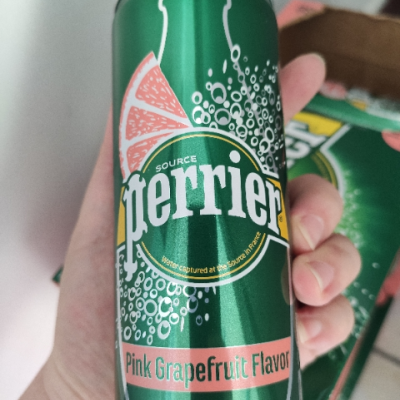 SOURCE
perrier
Water captured at the Source in France
Pink Grapefruit Flavor